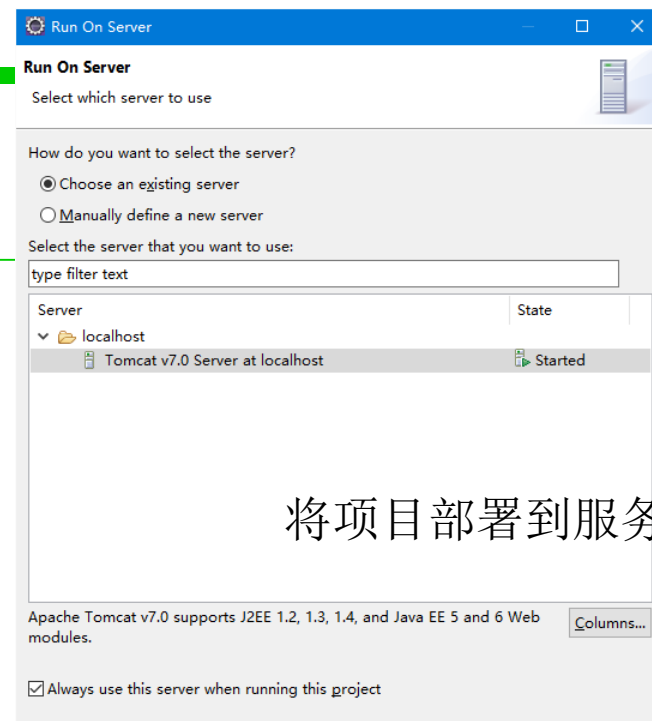 Run On Server
Run On Server
Select which server to use
How do you want to select the server?
Choose an existing server
Manually define a new server
Select the server that you want to use:
type filter text
Server State
localhost
Tomcat v7.0 Server at localhost Started
将项目部署到服务
Apache Tomcat v7.0 supports J2EE 1.2, 1.3, 1.4, and Java EE 5 and 6 Web
modules.
Columns...
Always use this server when running this project